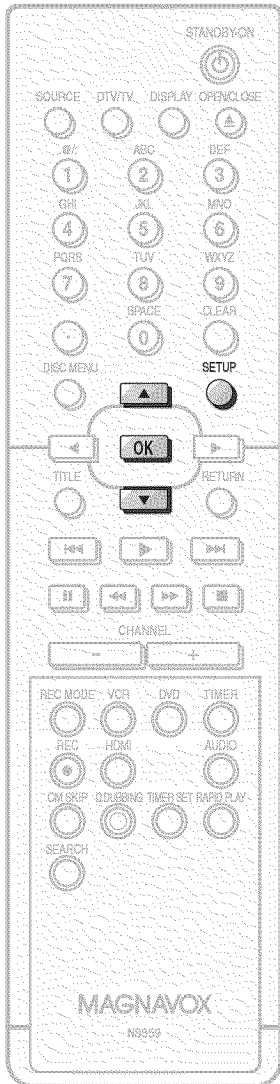 STANDBY-ON
SOURCE DTV/TV DISPLAY OPEN/CLOSE
@/: ABC DEF
1 2 3
GHI JKL MNO
4 5 6
PQRS TUV WXYZ
7 8 9
SPACE CLEAR
. 0
DISC MENU SETUP
OK
TITLE RETURN
CHANNEL
- +
REC MODE VCR DVD TIMER
REC HDMI AUDIO
CM SKIP D.DUBBING TIMER SET RAPID PLAY
SEARCH
MAGNAVOX